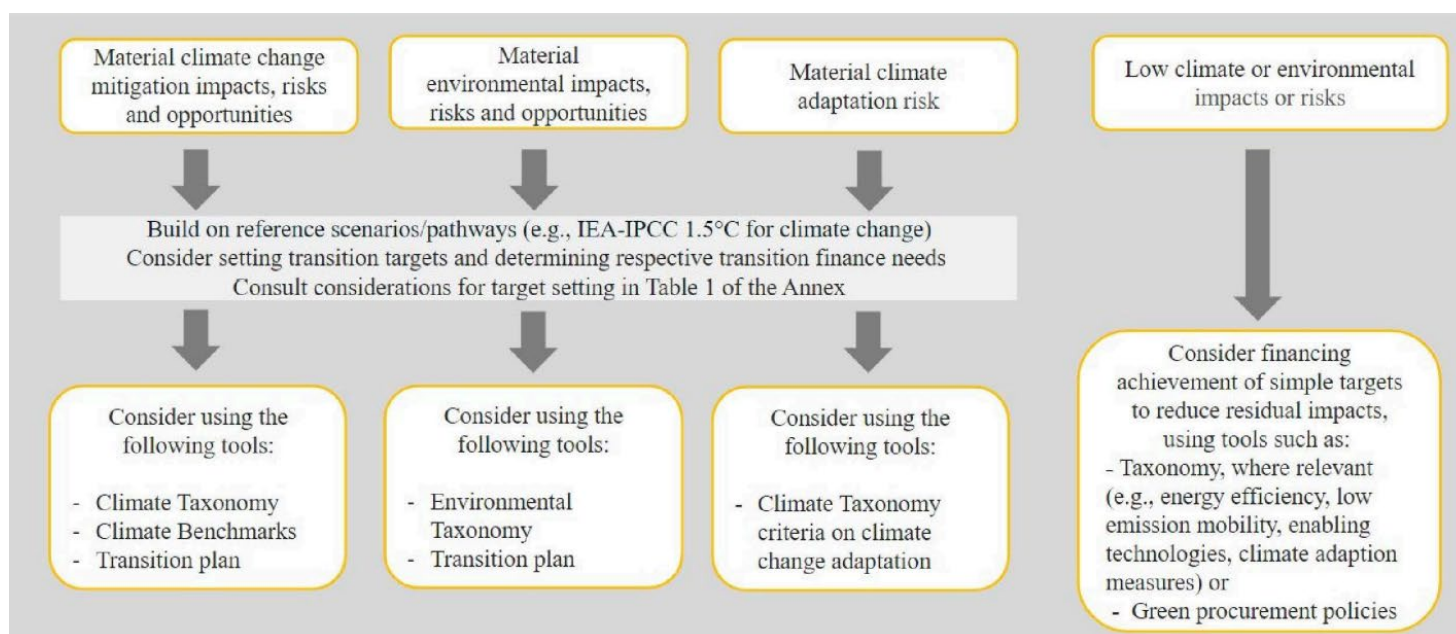 Material climate change
mitigation impacts, risks
and opportunities
Material
environmental impacts,
risks and opportunities
Material climate
adaptation risk
Low climate or environmental
impacts or risks
Build on reference scenarios/pathways (e.g., IEA-IPCC 1.5°C for climate change)
Consider setting transition targets and determining respective transition finance needs
Consult considerations for target setting in Table 1 of the Annex
Consider using the
following tools:
- Climate Taxonomy
- Climate Benchmarks
- Transition plan
Consider using the
following tools:
- Environmental
Taxonomy
- Transition plan
Consider using the
following tools:
- Climate Taxonomy
criteria on climate
change adaptation
Consider financing
achievement of simple targets
to reduce residual impacts,
using tools such as:
- Taxonomy, where relevant
(e.g., energy efficiency, low
emission mobility, enabling
technologies, climate adaption
measures) or
- Green procurement policies